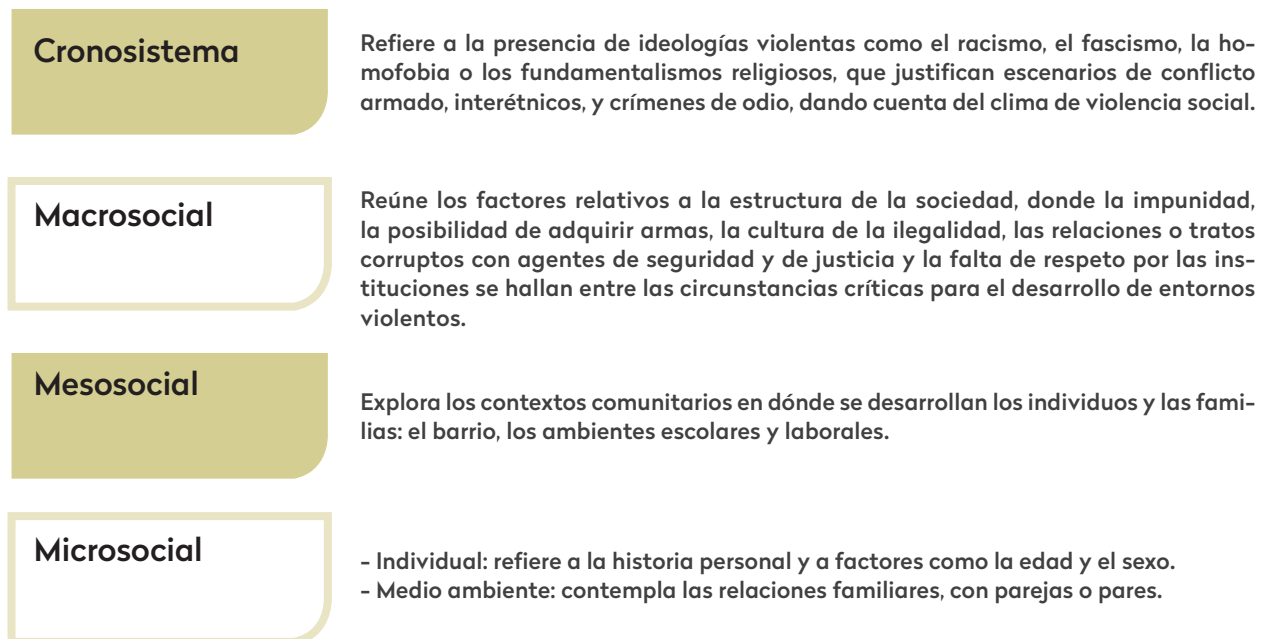 Cronosistema
Refiere a la presencia de ideologías violentas como el racismo, el fascismo, la ho-
mofobia o los fundamentalismos religiosos, que justifican escenarios de conflicto
armado, interétnicos, y crímenes de odio, dando cuenta del clima de violencia social.
Macrosocial
Reúne los factores relativos a la estructura de la sociedad, donde la impunidad,
la posibilidad de adquirir armas, la cultura de la ilegalidad, las relaciones o tratos
corruptos con agentes de seguridad y de justicia y la falta de respeto por las ins-
tituciones se hallan entre las circunstancias críticas para el desarrollo de entornos
violentos.
Mesosocial
Explora los contextos comunitarios en dónde se desarrollan los individuos y las fami-
lias: el barrio, los ambientes escolares y laborales.
Microsocial
- Individual: refiere a la historia personal y a factores como la edad y el sexo.
- Medio ambiente: contempla las relaciones familiares, con parejas o pares.